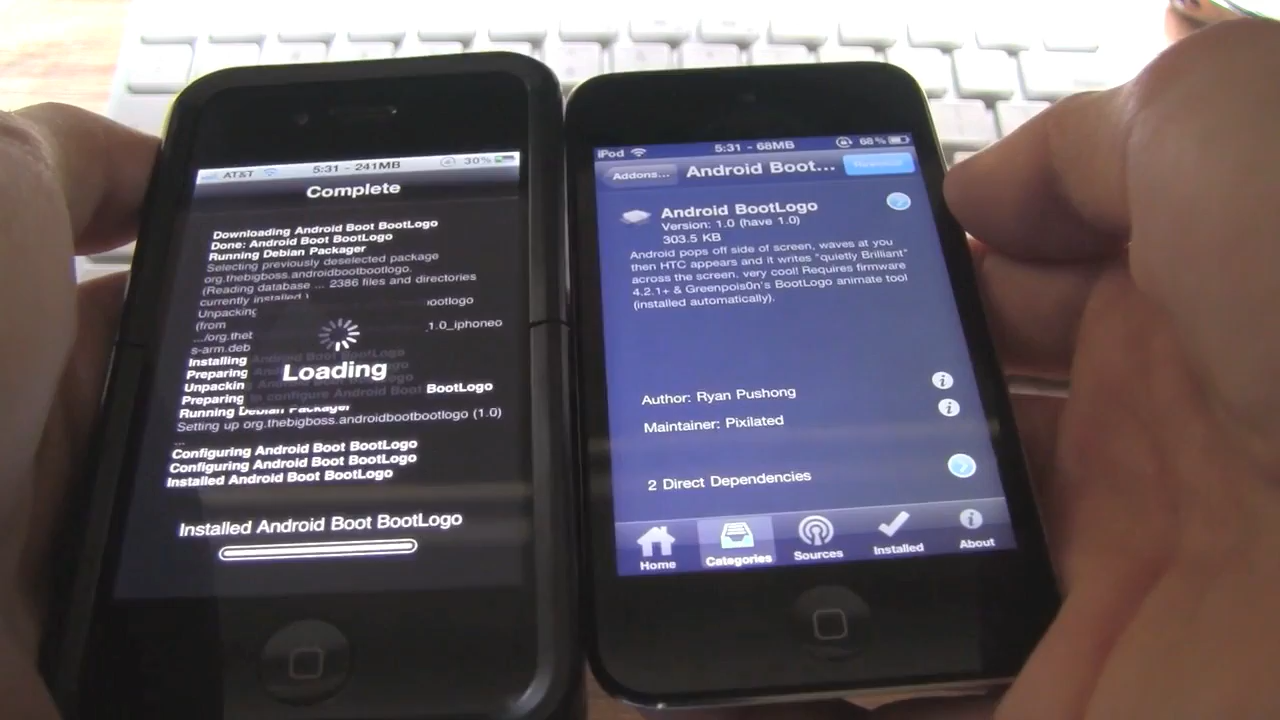 AT&T 5:31 - 241MB 30%
Complete
Downloading Android Boot BootLogo
Done: Android Boot BootLogo
Running Debian Packager
Selecting previously deselected package
org.thebigboss.androidbootbootlogo.
(Reading database ... 2386 files and directories
currently installed.)
Unpacking ootlogo
(from 1.0_iphoneo
.../org.thet
s-arm.deb
Installing Android Boot BootLogo
Preparing
Unpackin
Preparing configure Android Boot BootLogo
Running Debian Packager
Setting up org.thebigboss.androidbootbootlogo (1.0)
...
Configuring Android Boot BootLogo
Configuring Android Boot BootLogo
Installed Android Boot BootLogo
Loading
Installed Android Boot BootLogo
iPod 5:31 - 68MB 68%
Addons... Android Boot...
Android BootLogo
Version: 1.0 (have 1.0)
303.5 KB
Android pops off side of screen, waves at you
then HTC appears and it writes "quietly Brilliant"
across the screen. very cool! Requires firmware
4.2.1+ & Greenpois0n's BootLogo animate tool
(installed automatically).
Author: Ryan Pushong
Maintainer: Pixilated
2 Direct Dependencies
Home Categories Sources Installed About